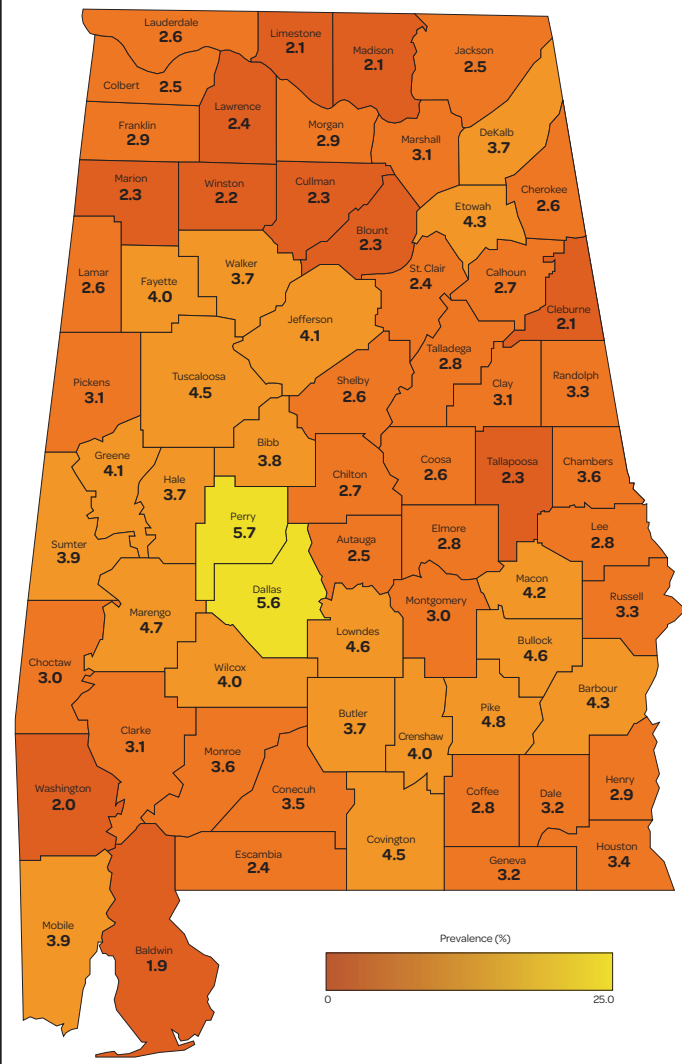 Lauderdale
2.6
Limestone
2.1
Madison
2.1
Jackson
2.5
Colbert 2.5
Lawrence
2.4
Franklin
2.9
Morgan
2.9
Marshall
3.1
DeKalb
3.7
Marion
2.3
Winston
2.2
Cullman
2.3
Cherokee
2.6
Etowah
4.3
Blount
2.3
Lamar
2.6
Fayette
4.0
Walker
3.7
St. Clair
2.4
Calhoun
2.7
Cleburne
2.1
Jefferson
4.1
Talladega
2.8
Pickens
3.1
Tuscaloosa
4.5
Shelby
2.6
Clay
3.1
Randolph
3.3
Greene
4.1
Hale
3.7
Bibb
3.8
Chilton
2.7
Coosa
2.6
Tallapoosa
2.3
Chambers
3.6
Sumter
3.9
Perry
5.7
Autauga
2.5
Elmore
2.8
Lee
2.8
Dallas
5.6
Montgomery
3.0
Macon
4.2
Russell
3.3
Marengo
4.7
Lowndes
4.6
Bullock
4.6
Choctaw
3.0
Wilcox
4.0
Barbour
4.3
Clarke
3.1
Monroe
3.6
Butler
3.7
Crenshaw
4.0
Pike
4.8
Washington
2.0
Conecuh
3.5
Coffee
2.8
Dale
3.2
Henry
2.9
Covington
4.5
Escambia
2.4
Geneva
3.2
Houston
3.4
Mobile
3.9
Baldwin
1.9
Prevalence (%)
0 25.0